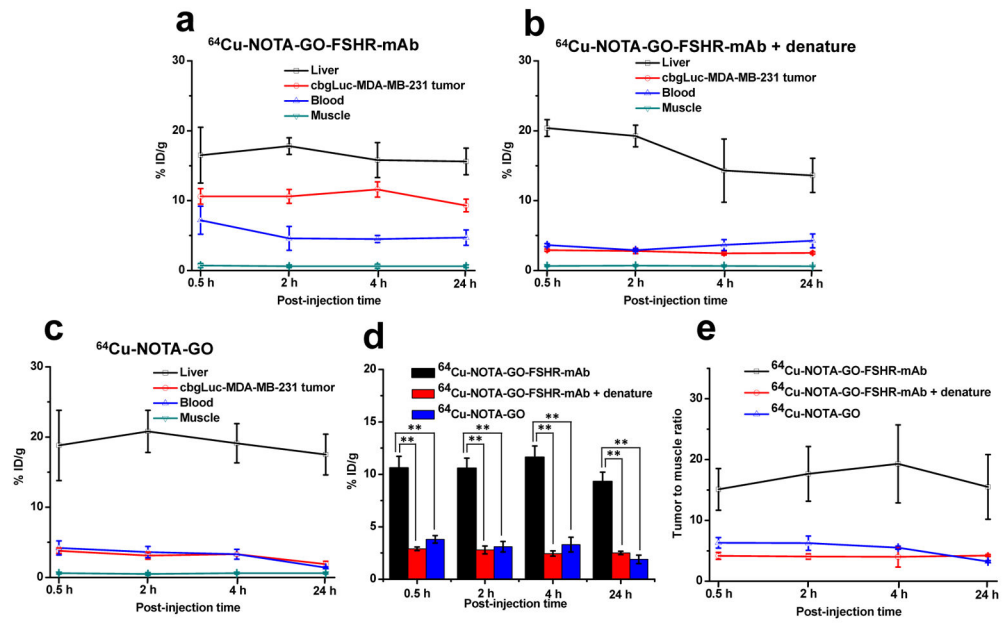 a
⁶⁴Cu-NOTA-GO-FSHR-mAb
Liver
cbgLuc-MDA-MB-231 tumor
Blood
Muscle
30
20
10
0
% ID/g
0.5 h 2 h 4 h 24 h
Post-injection time
b
⁶⁴Cu-NOTA-GO-FSHR-mAb + denature
Liver
cbgLuc-MDA-MB-231 tumor
Blood
Muscle
30
20
10
0
% ID/g
0.5 h 2 h 4 h 24 h
Post-injection time
c
⁶⁴Cu-NOTA-GO
Liver
cbgLuc-MDA-MB-231 tumor
Blood
Muscle
30
20
10
0
% ID/g
0.5 h 2 h 4 h 24 h
Post-injection time
d
⁶⁴Cu-NOTA-GO-FSHR-mAb
⁶⁴Cu-NOTA-GO-FSHR-mAb + denature
⁶⁴Cu-NOTA-GO
20
15
10
5
0
% ID/g
** ** ** **
** ** ** **
0.5 h 2 h 4 h 24 h
Post-injection time
e
⁶⁴Cu-NOTA-GO-FSHR-mAb
⁶⁴Cu-NOTA-GO-FSHR-mAb + denature
⁶⁴Cu-NOTA-GO
30
20
10
0
Tumor to muscle ratio
0.5 h 2 h 4 h 24 h
Post-injection time